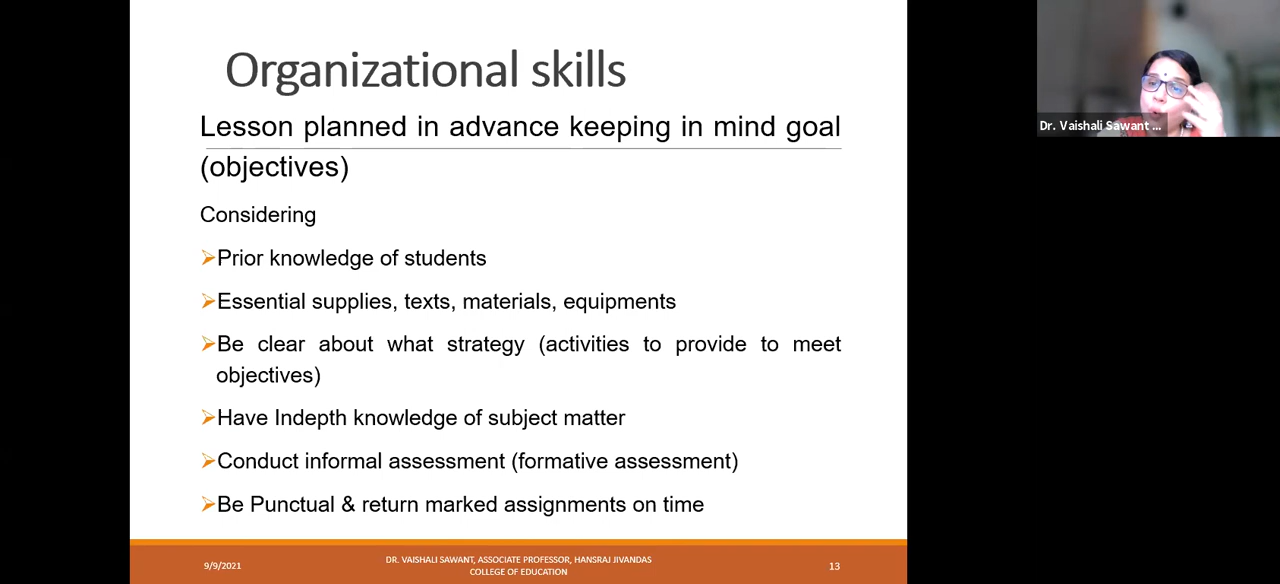 Organizational skills
Lesson planned in advance keeping in mind goal
(objectives)
Considering
➢Prior knowledge of students
➢Essential supplies, texts, materials, equipments
➢Be clear about what strategy (activities to provide to meet
objectives)
➢Have Indepth knowledge of subject matter
➢Conduct informal assessment (formative assessment)
➢Be Punctual & return marked assignments on time
9/9/2021
DR. VAISHALI SAWANT, ASSOCIATE PROFESSOR, HANSRAJ JIVANDAS
COLLEGE OF EDUCATION
13
Dr. Vaishali Sawant ...